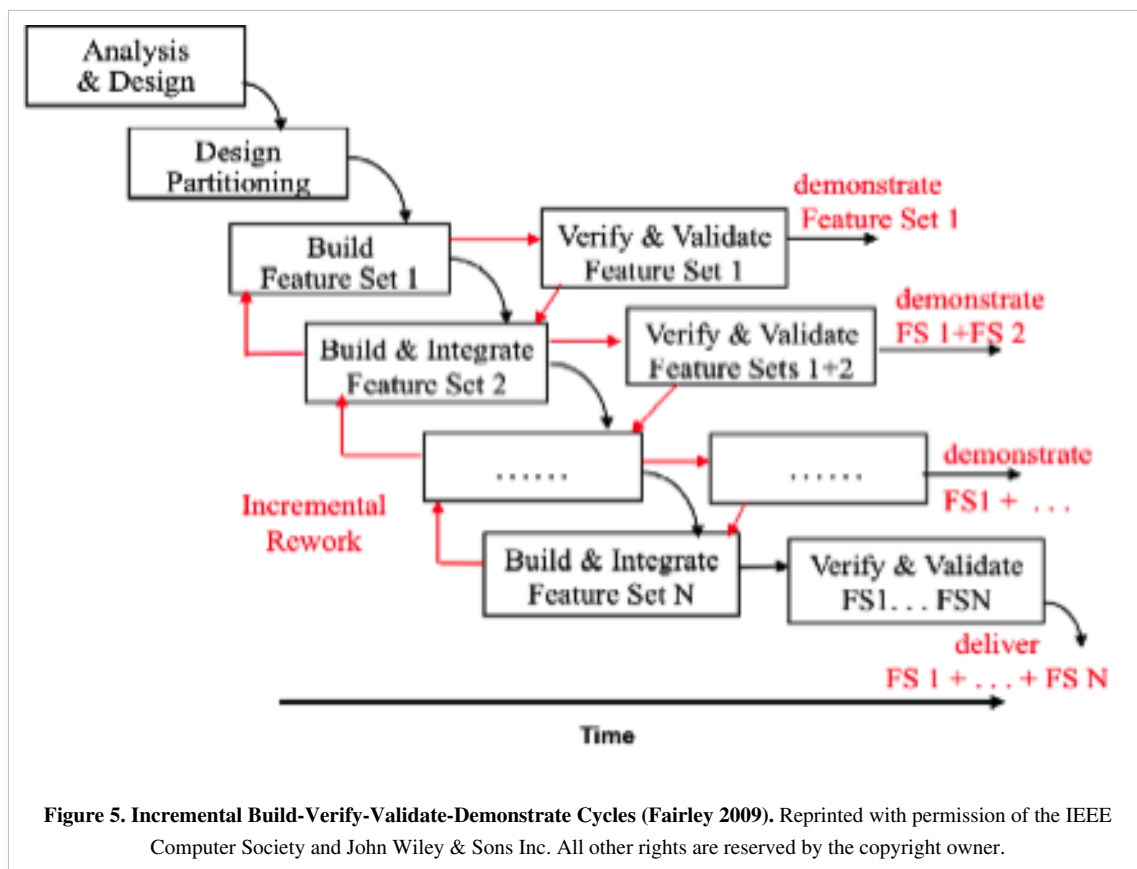 Analysis
& Design
Design
Partitioning
Build
Feature Set 1
Verify & Validate
Feature Set 1
demonstrate
Feature Set 1
Build & Integrate
Feature Set 2
Verify & Validate
Feature Sets 1+2
demonstrate
FS 1+FS 2
......
......
demonstrate
FS1 + . . .
Incremental
Rework
Build & Integrate
Feature Set N
Verify & Validate
FS1. . . FSN
deliver
FS 1 + . . . + FS N
Time
Figure 5. Incremental Build-Verify-Validate-Demonstrate Cycles (Fairley 2009). Reprinted with permission of the IEEE
Computer Society and John Wiley & Sons Inc. All other rights are reserved by the copyright owner.